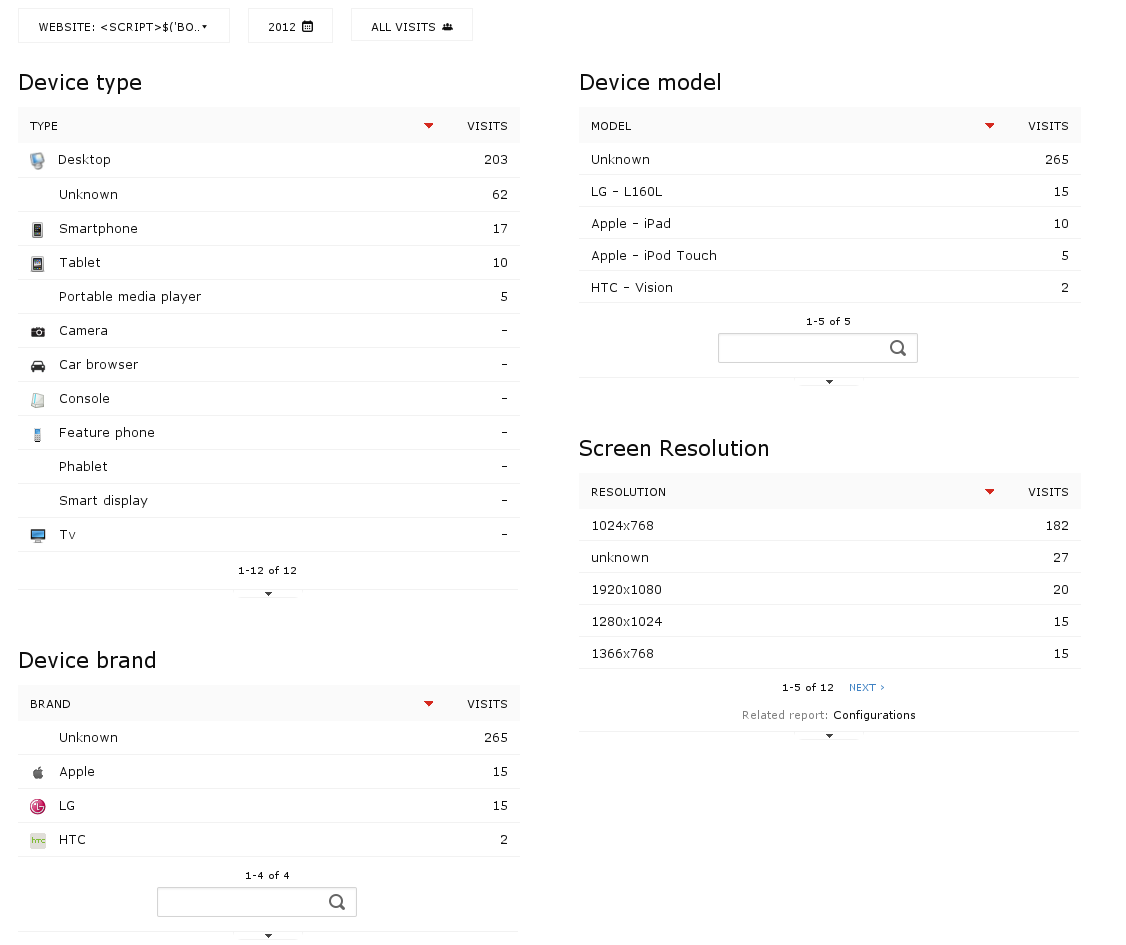 WEBSITE: <SCRIPT>$('BO..
2012
ALL VISITS
Device type
TYPE VISITS
Desktop 203
Unknown 62
Smartphone 17
Tablet 10
Portable media player 5
Camera -
Car browser -
Console -
Feature phone -
Phablet -
Smart display -
Tv -
1-12 of 12
Device brand
BRAND VISITS
Unknown 265
Apple 15
LG 15
hTC HTC 2
1-4 of 4
Device model
MODEL VISITS
Unknown 265
LG - L160L 15
Apple - iPad 10
Apple - iPod Touch 5
HTC - Vision 2
1-5 of 5
Screen Resolution
RESOLUTION VISITS
1024x768 182
unknown 27
1920x1080 20
1280x1024 15
1366x768 15
1-5 of 12 NEXT ›
Related report: Configurations